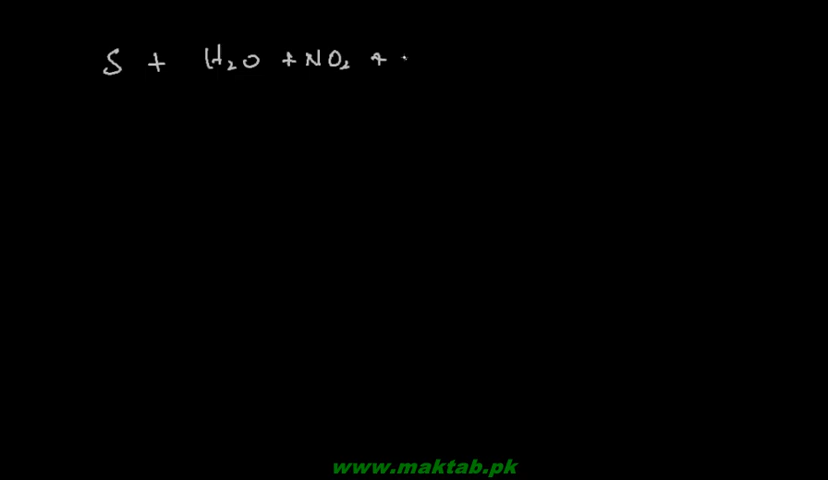 S + H₂O + NO₂ +
www.maktab.pk